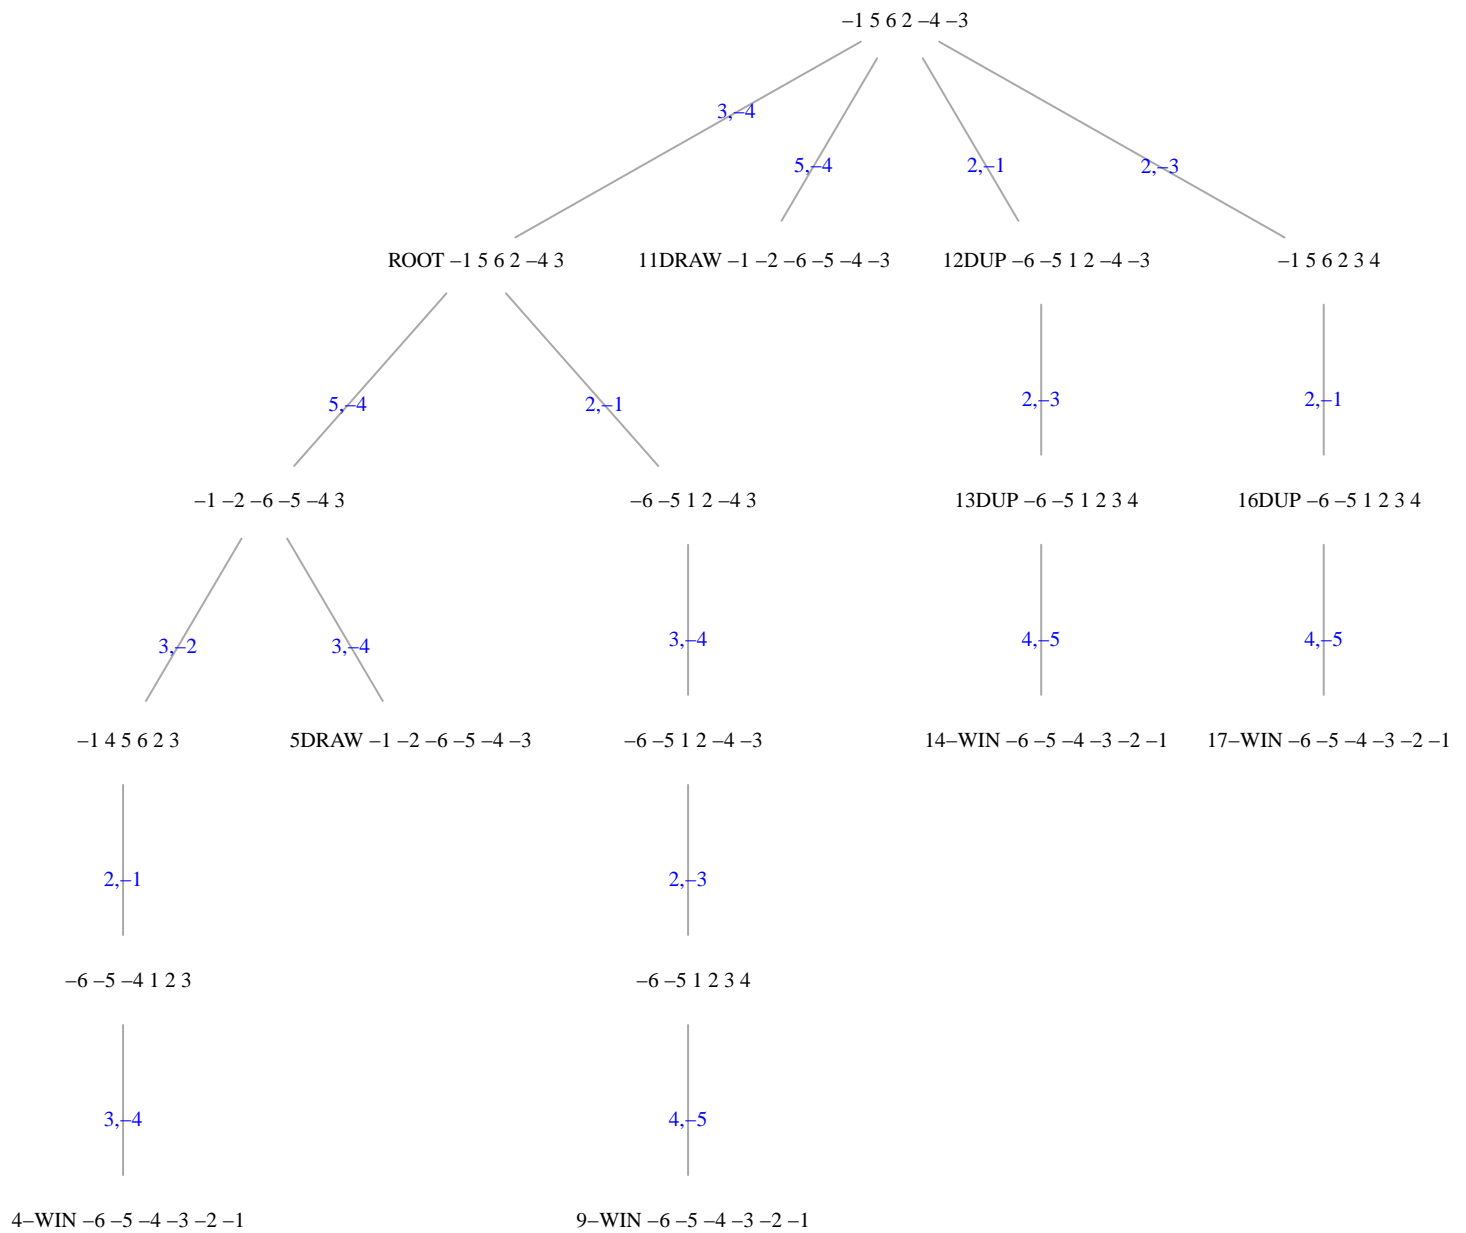 –1 5 6 2 –4 –3
3,–4
5,–4
2,–1
2,–3
ROOT –1 5 6 2 –4 3
11DRAW –1 –2 –6 –5 –4 –3
12DUP –6 –5 1 2 –4 –3
–1 5 6 2 3 4
5,–4
2,–1
2,–3
2,–1
–1 –2 –6 –5 –4 3
–6 –5 1 2 –4 3
13DUP –6 –5 1 2 3 4
16DUP –6 –5 1 2 3 4
3,–2
3,–4
3,–4
4,–5
4,–5
–1 4 5 6 2 3
5DRAW –1 –2 –6 –5 –4 –3
–6 –5 1 2 –4 –3
14–WIN –6 –5 –4 –3 –2 –1
17–WIN –6 –5 –4 –3 –2 –1
2,–1
2,–3
–6 –5 –4 1 2 3
–6 –5 1 2 3 4
3,–4
4,–5
4–WIN –6 –5 –4 –3 –2 –1
9–WIN –6 –5 –4 –3 –2 –1